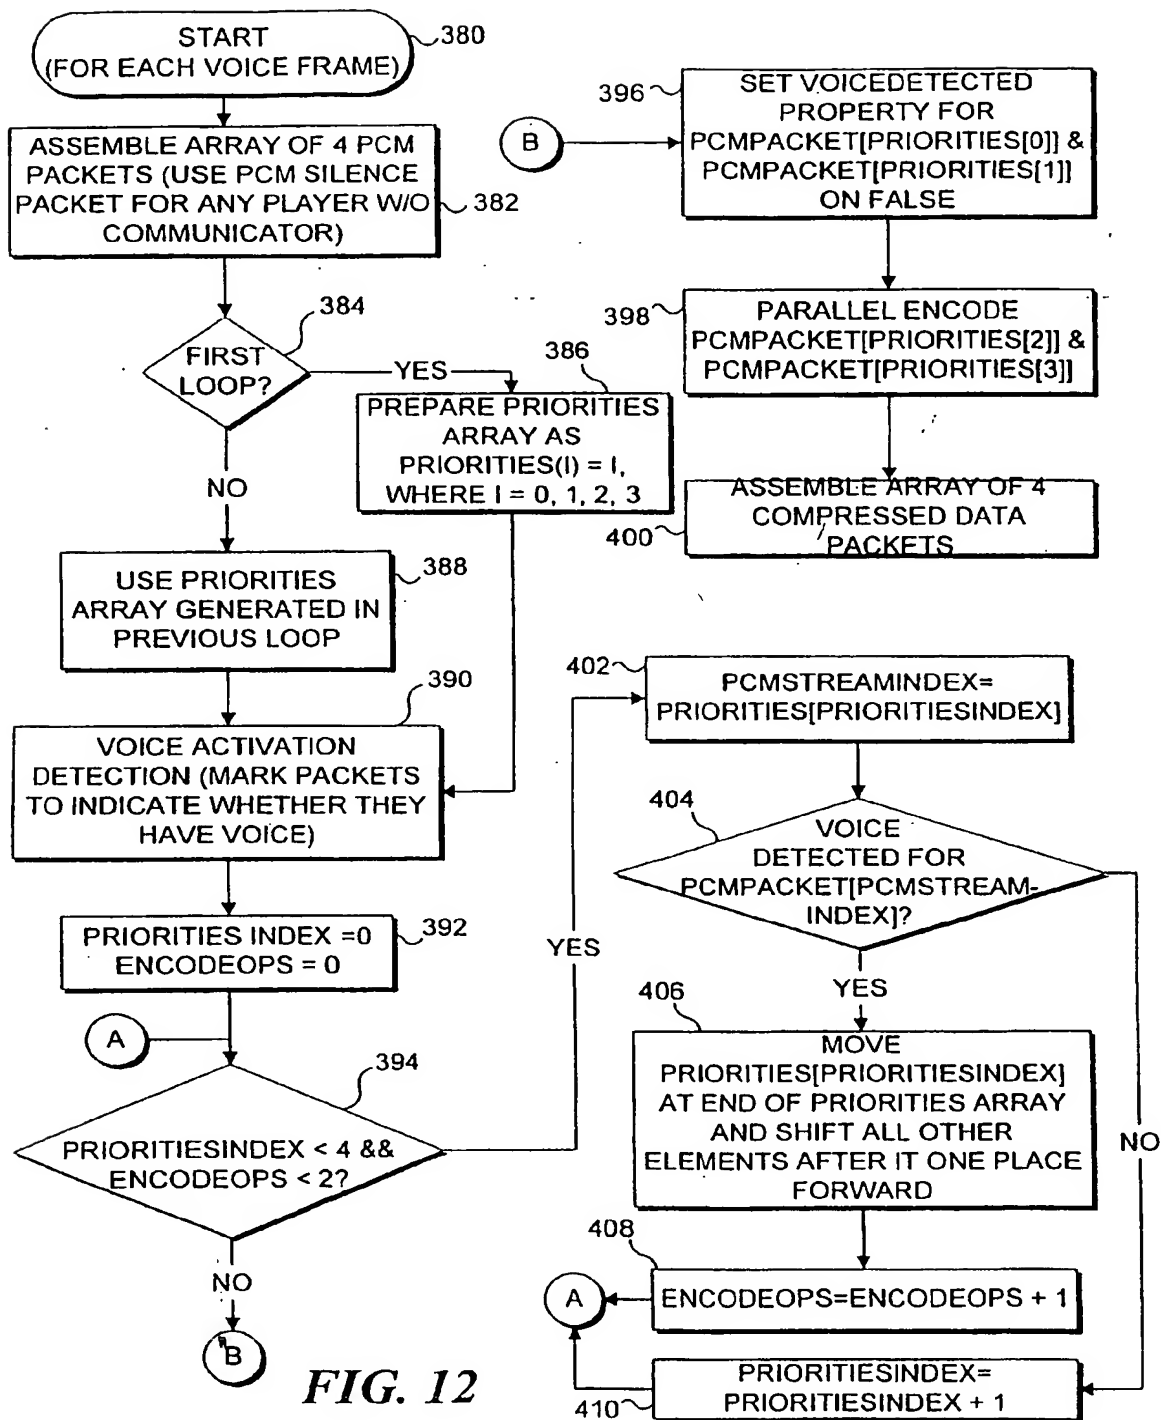 START
(FOR EACH VOICE FRAME)
380
ASSEMBLE ARRAY OF 4 PCM
PACKETS (USE PCM SILENCE
PACKET FOR ANY PLAYER W/O
COMMUNICATOR)
382
384
FIRST
LOOP?
YES
386
PREPARE PRIORITIES
ARRAY AS
PRIORITIES(I) = I,
WHERE I = 0, 1, 2, 3
NO
388
USE PRIORITIES
ARRAY GENERATED IN
PREVIOUS LOOP
390
VOICE ACTIVATION
DETECTION (MARK PACKETS
TO INDICATE WHETHER THEY
HAVE VOICE)
392
PRIORITIES INDEX =0
ENCODEOPS = 0
A
394
PRIORITIESINDEX < 4 &&
ENCODEOPS < 2?
YES
NO
B
B
396
SET VOICEDETECTED
PROPERTY FOR
PCMPACKET[PRIORITIES[0]] &
PCMPACKET[PRIORITIES[1]]
ON FALSE
398
PARALLEL ENCODE
PCMPACKET[PRIORITIES[2]] &
PCMPACKET[PRIORITIES[3]]
400
ASSEMBLE ARRAY OF 4
COMPRESSED DATA
PACKETS
402
PCMSTREAMINDEX=
PRIORITIES[PRIORITIESINDEX]
404
VOICE
DETECTED FOR
PCMPACKET[PCMSTREAM-
INDEX]?
YES
NO
406
MOVE
PRIORITIES[PRIORITIESINDEX]
AT END OF PRIORITIES ARRAY
AND SHIFT ALL OTHER
ELEMENTS AFTER IT ONE PLACE
FORWARD
408
ENCODEOPS=ENCODEOPS + 1
A
410
PRIORITIESINDEX=
PRIORITIESINDEX + 1
FIG. 12